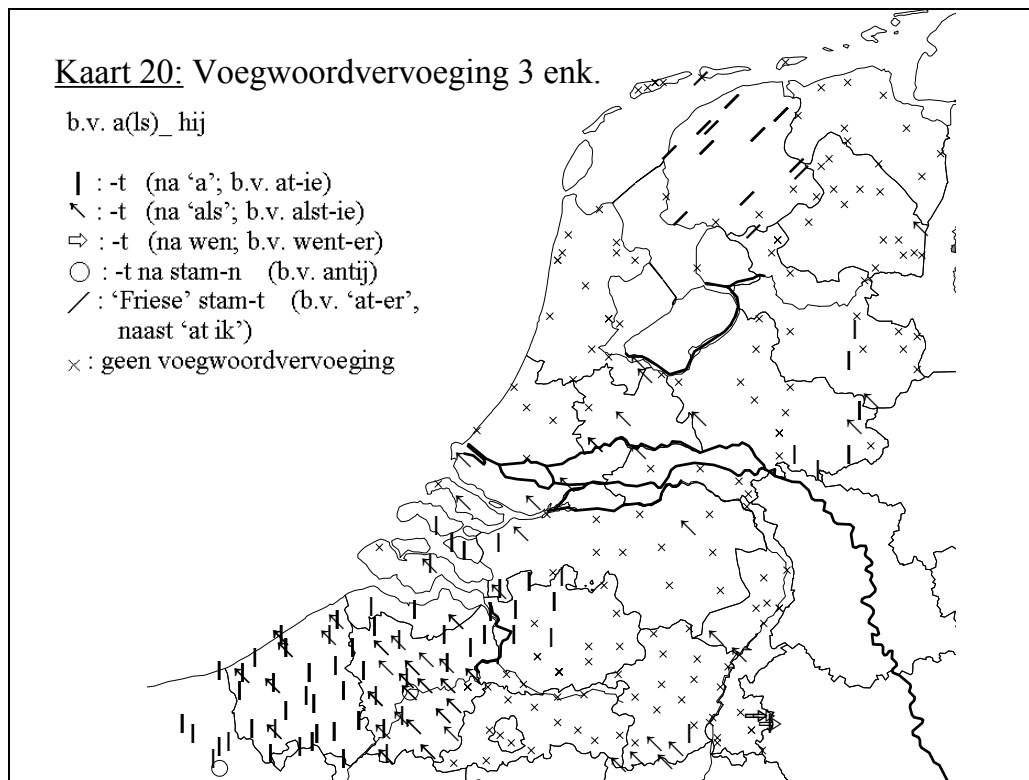 Kaart 20: Voegwoordvervoeging 3 enk.
b.v. a(ls)_ hij
: -t (na ‘a’; b.v. at-ie)
: -t (na ‘als’; b.v. alst-ie)
: -t (na wen; b.v. went-er)
: -t na stam-n (b.v. antij)
: ‘Friese’ stam-t (b.v. ‘at-er’,
naast ‘at ik’)
: geen voegwoordvervoeging